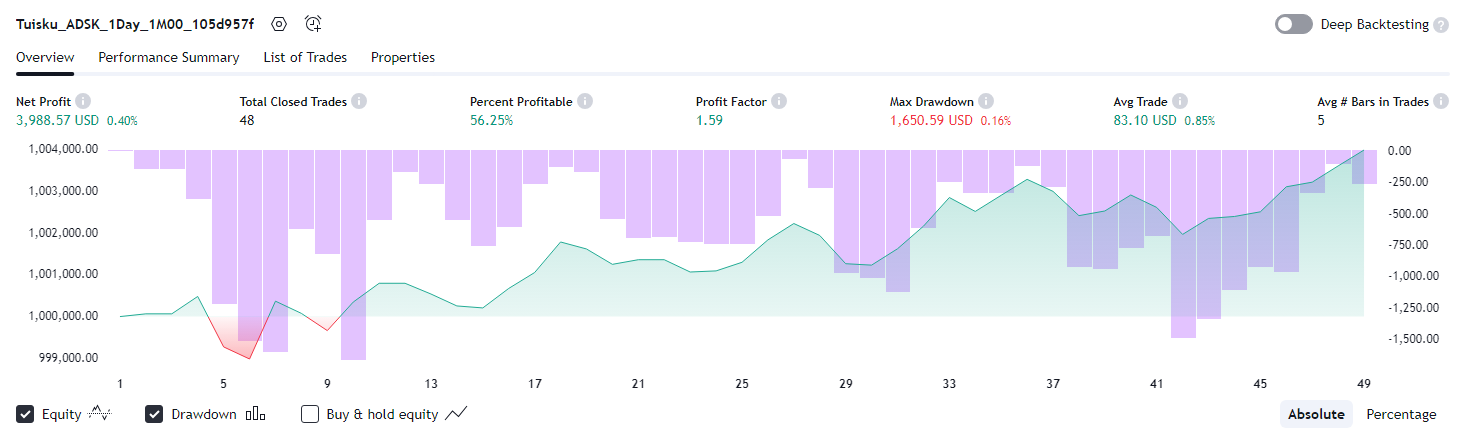 Tuisku_ADSK_1Day_1M00_105d957f
Deep Backtesting ?
Overview Performance Summary List of Trades Properties
Net Profit Total Closed Trades Percent Profitable Profit Factor Max Drawdown Avg Trade Avg # Bars in Trades
3,988.57 USD 0.40% 48 56.25% 1.59 1,650.59 USD 0.16% 83.10 USD 0.85% 5
1,004,000.00 0.00
1,003,000.00 -250.00
-500.00
1,002,000.00 -750.00
1,001,000.00 -1,000.00
1,000,000.00 -1,250.00
999,000.00 -1,500.00
1 5 9 13 17 21 25 29 33 37 41 45 49
Equity Drawdown Buy & hold equity Absolute Percentage